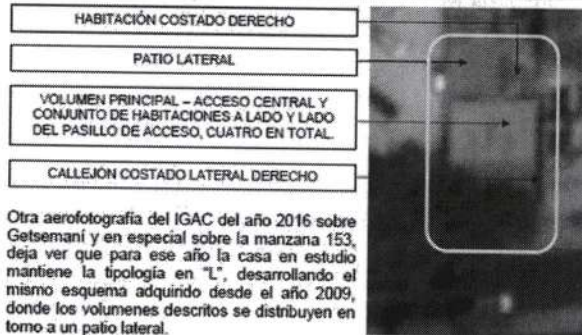 HABITACIÓN COSTADO DERECHO
PATIO LATERAL
VOLUMEN PRINCIPAL – ACCESO CENTRAL Y
CONJUNTO DE HABITACIONES A LADO Y LADO
DEL PASILLO DE ACCESO, CUATRO EN TOTAL.
CALLEJÓN COSTADO LATERAL DERECHO
Otra aerofotografía del IGAC del año 2016 sobre
Getsemaní y en especial sobre la manzana 153,
deja ver que para ese año la casa en estudio
mantiene la tipología en "L", desarrollando el
mismo esquema adquirido desde el año 2009,
donde los volumenes descritos se distribuyen en
torno a un patio lateral.